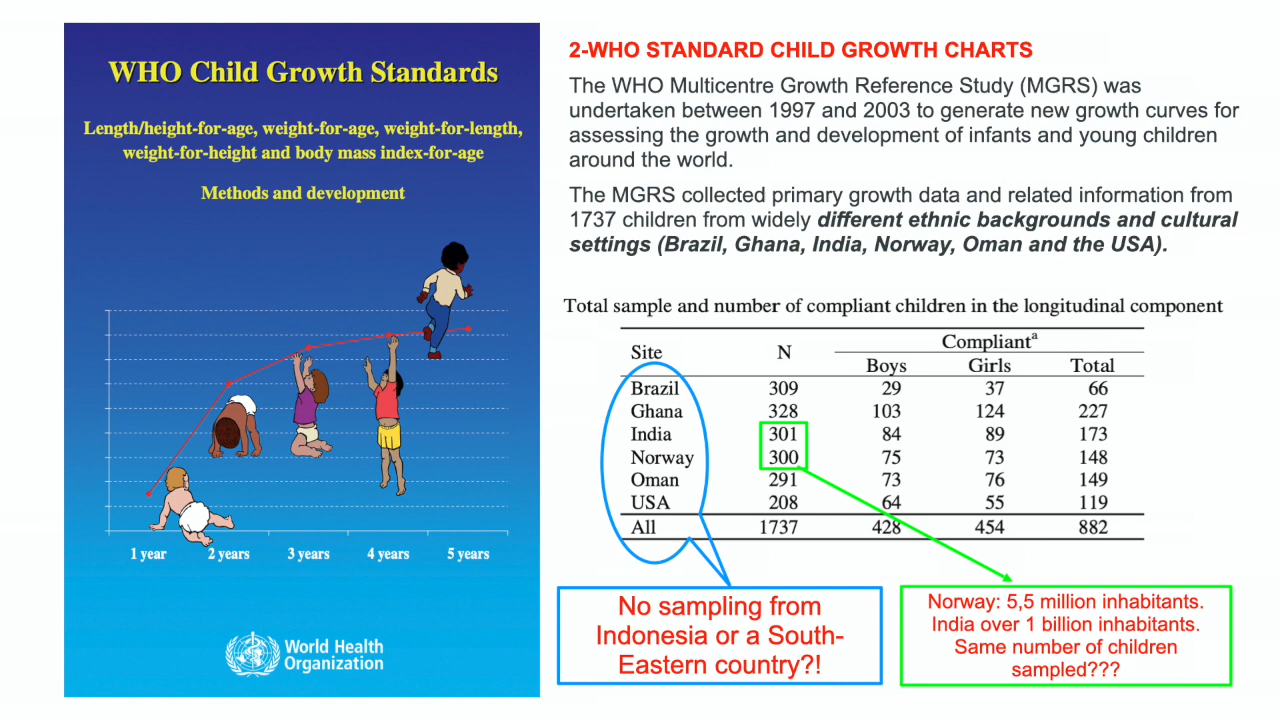 WHO Child Growth Standards
Length/height-for-age, weight-for-age, weight-for-length,
weight-for-height and body mass index-for-age
Methods and development
1 year 2 years 3 years 4 years 5 years
World Health
Organization
2-WHO STANDARD CHILD GROWTH CHARTS
The WHO Multicentre Growth Reference Study (MGRS) was
undertaken between 1997 and 2003 to generate new growth curves for
assessing the growth and development of infants and young children
around the world.
The MGRS collected primary growth data and related information from
1737 children from widely different ethnic backgrounds and cultural
settings (Brazil, Ghana, India, Norway, Oman and the USA).
Total sample and number of compliant children in the longitudinal component
Compliantᵃ
Site N Boys Girls Total
Brazil 309 29 37 66
Ghana 328 103 124 227
India 301 84 89 173
Norway 300 75 73 148
Oman 291 73 76 149
USA 208 64 55 119
All 1737 428 454 882
No sampling from
Indonesia or a South-
Eastern country?!
Norway: 5,5 million inhabitants.
India over 1 billion inhabitants.
Same number of children
sampled???